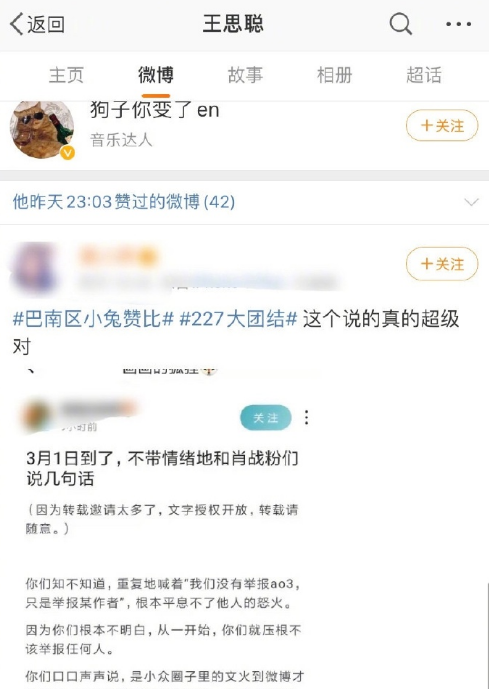 返回
王思聪
主页 微博 故事 相册 超话
狗子你变了en
音乐达人
+关注
他昨天23:03赞过的微博(42)
+关注
#巴南区小兔赞比# #227大团结# 这个说的真的超级
对
关注
小时前
3月1日到了，不带情绪地和肖战粉们
说几句话
（因为转载邀请太多了，文字授权开放，转载请
随意。）
你们知不知道，重复地喊着“我们没有举报ao3，
只是举报某作者”，根本平息不了他人的怒火。
因为你们根本不明白，从一开始，你们就压根不
该举报任何人。
你们口口声声说，是小众圈子里的文火到微博才